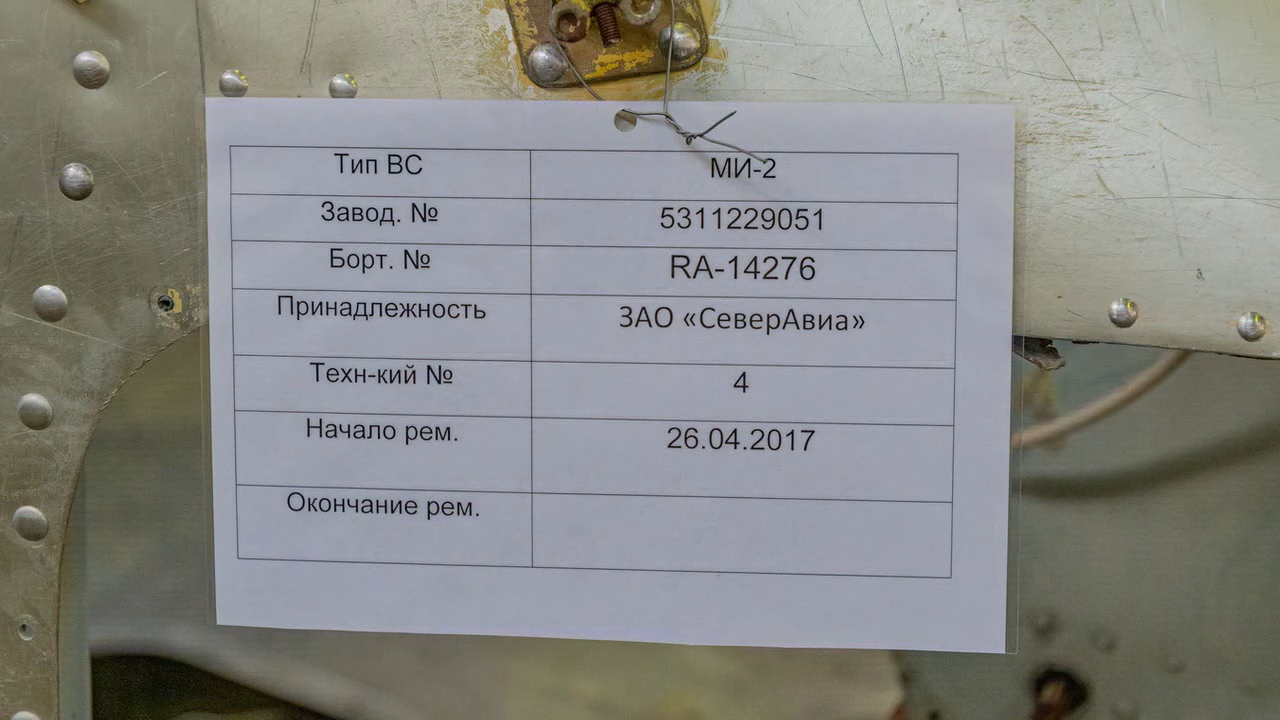 Тип ВС МИ-2
Завод. № 5311229051
Борт. № RA-14276
Принадлежность ЗАО «СеверАвиа»
Техн-кий № 4
Начало рем. 26.04.2017
Окончание рем.